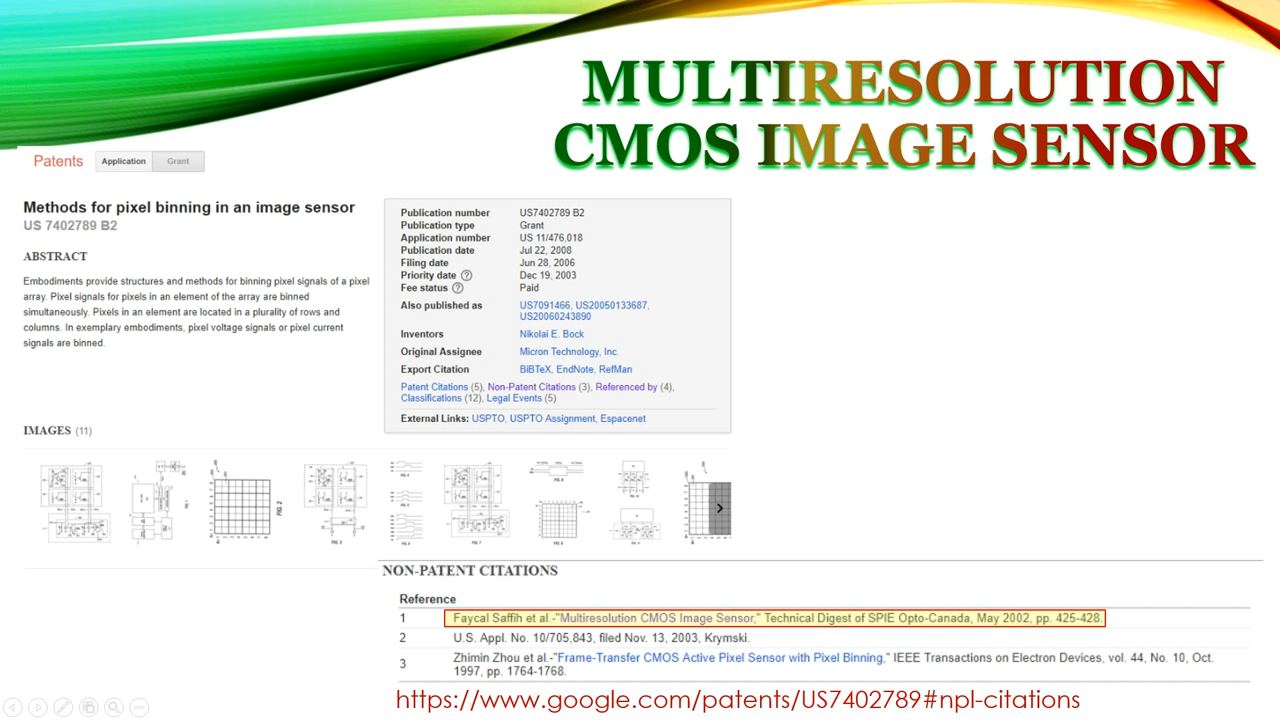 MULTIRESOLUTION
CMOS IMAGE SENSOR
Patents Application Grant
Methods for pixel binning in an image sensor
US 7402789 B2
ABSTRACT
Embodiments provide structures and methods for binning pixel signals of a pixel
array. Pixel signals for pixels in an element of the array are binned
simultaneously. Pixels in an element are located in a plurality of rows and
columns. In exemplary embodiments, pixel voltage signals or pixel current
signals are binned.
Publication number US7402789 B2
Publication type Grant
Application number US 11/476,018
Publication date Jul 22, 2008
Filing date Jun 28, 2006
Priority date ? Dec 19, 2003
Fee status ? Paid
Also published as US7091466, US20050133687,
US20060243890
Inventors Nikolai E. Bock
Original Assignee Micron Technology, Inc.
Export Citation BiBTeX, EndNote, RefMan
Patent Citations (5), Non-Patent Citations (3), Referenced by (4),
Classifications (12), Legal Events (5)
External Links: USPTO, USPTO Assignment, Espacenet
IMAGES (11)
FIG. 2
NON-PATENT CITATIONS
Reference
1 Faycal Saffih et al.-"Multiresolution CMOS Image Sensor," Technical Digest of SPIE Opto-Canada, May 2002, pp. 425-428.
2 U.S. Appl. No. 10/705,843, filed Nov. 13, 2003, Krymski.
3 Zhimin Zhou et al.-"Frame-Transfer CMOS Active Pixel Sensor with Pixel Binning," IEEE Transactions on Electron Devices, vol. 44, No. 10, Oct.
1997, pp. 1764-1768.
https://www.google.com/patents/US7402789#npl-citations